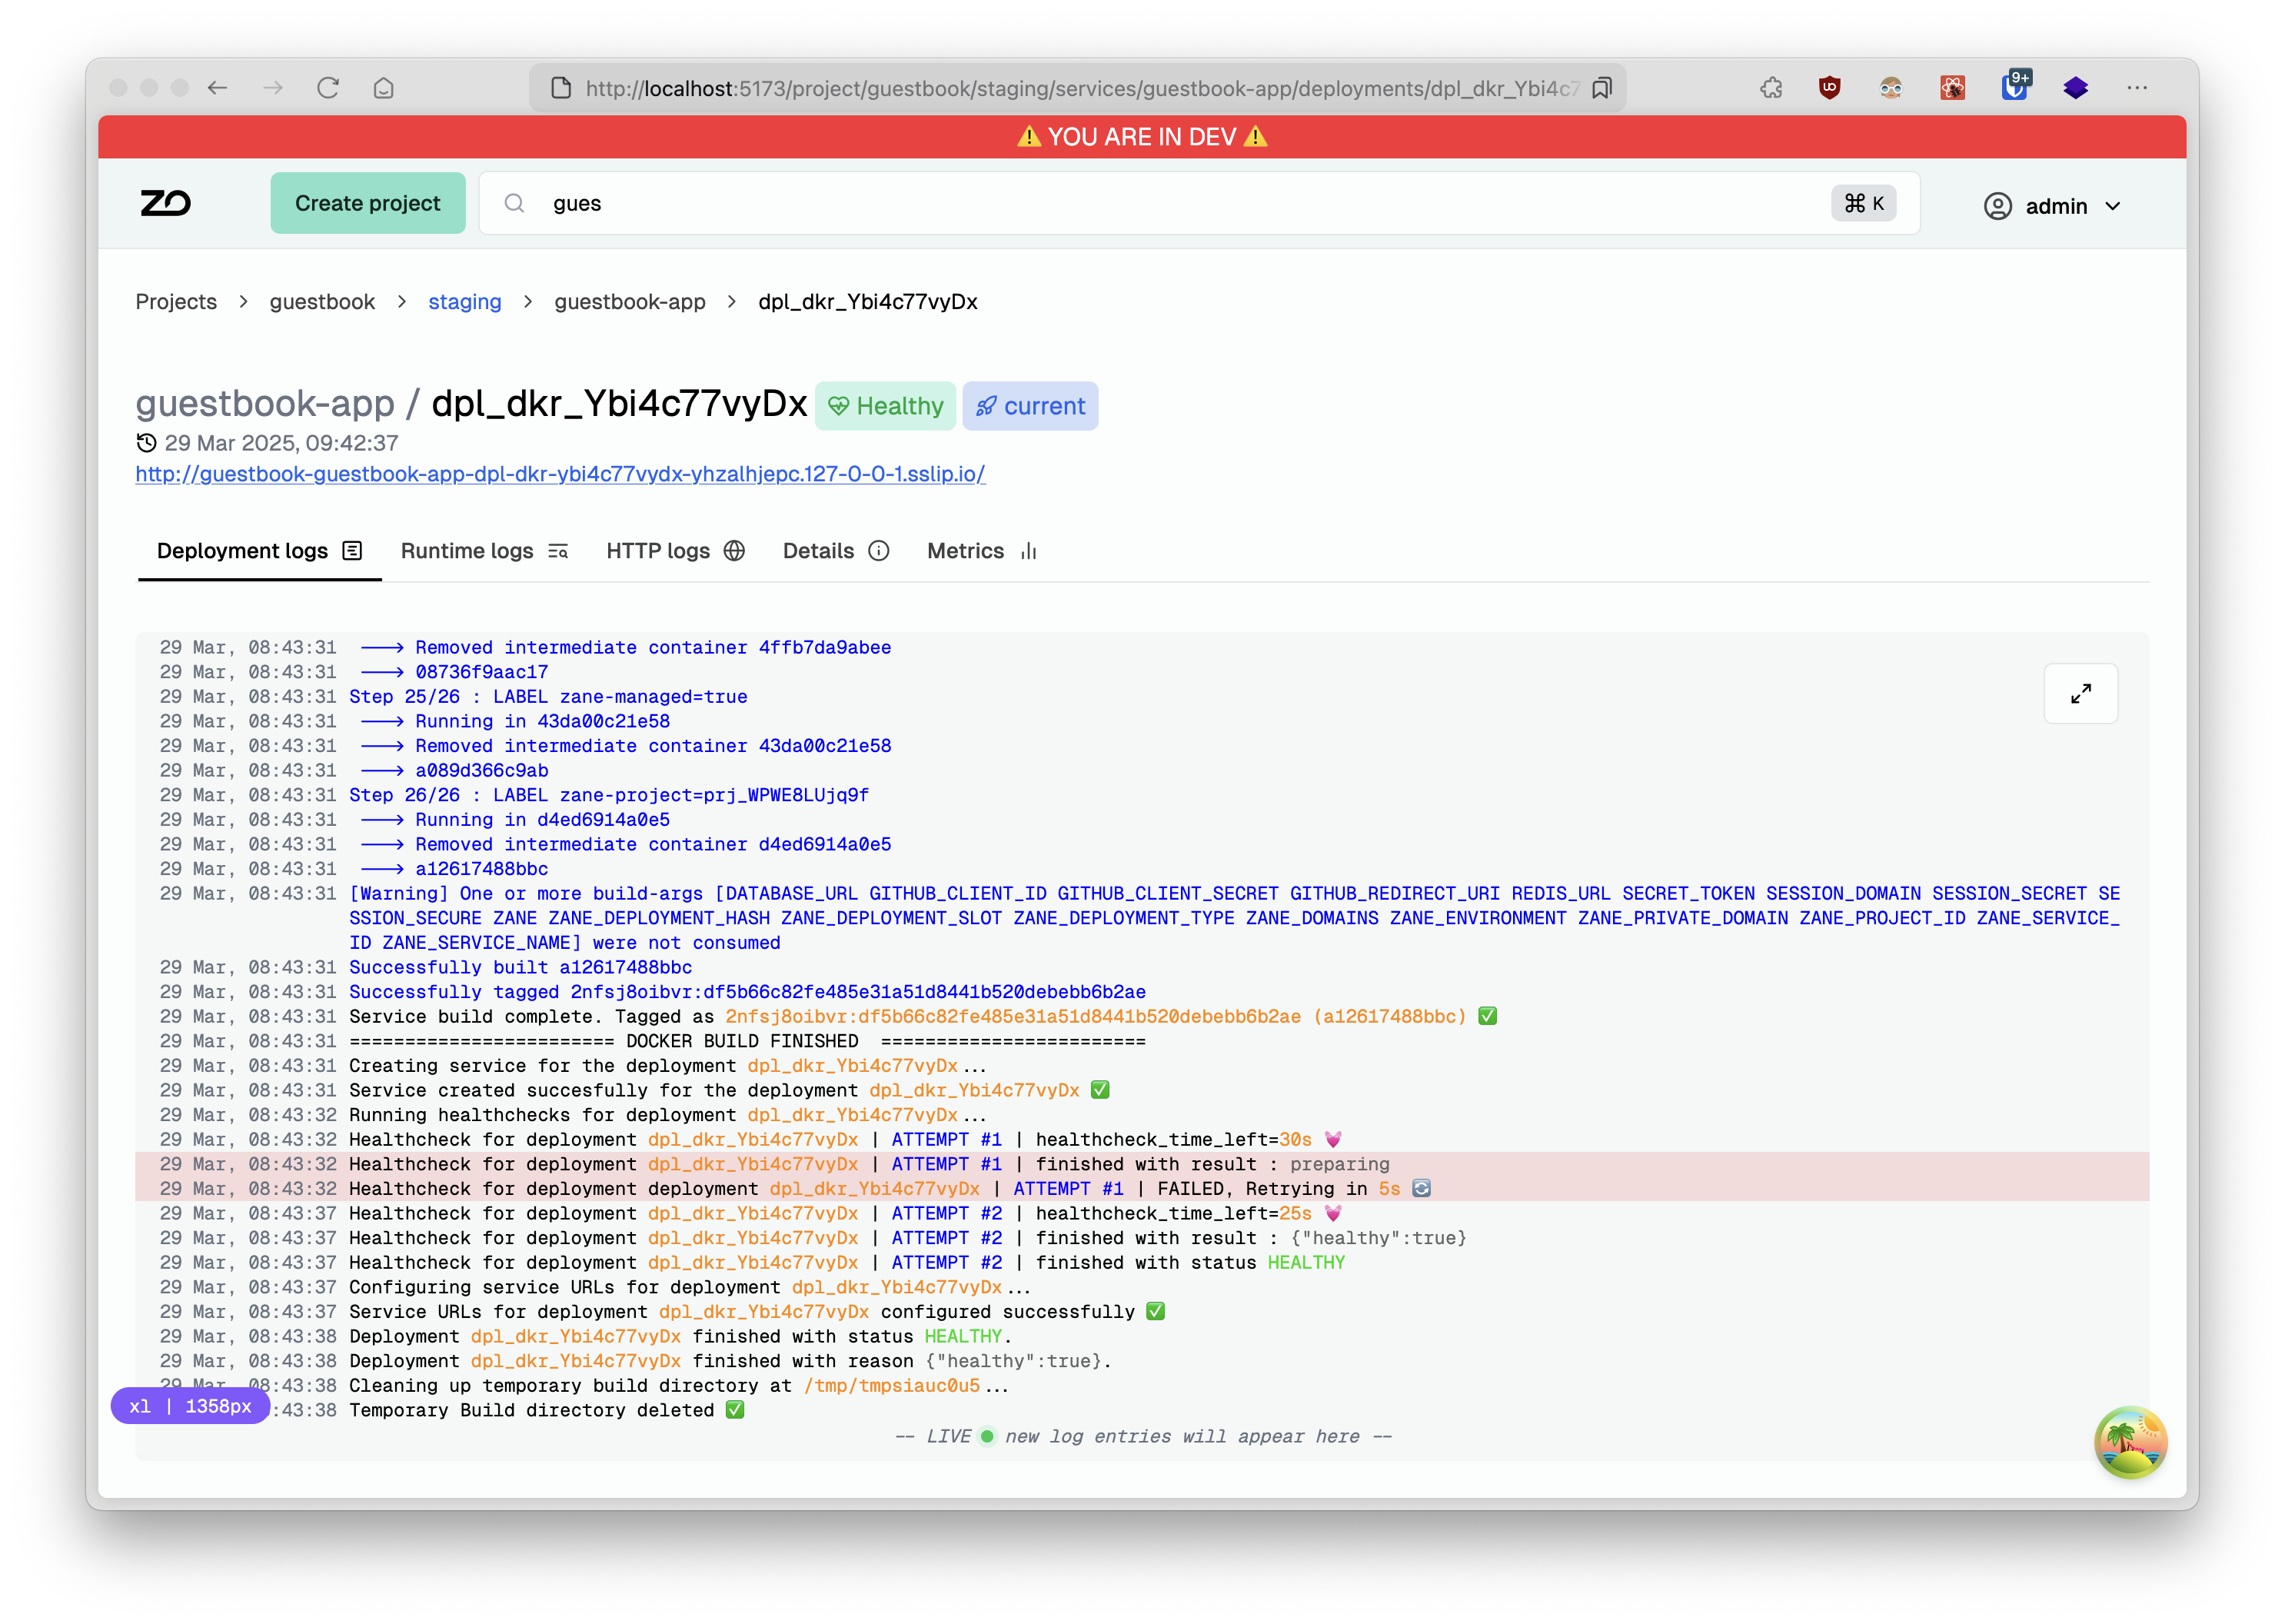 http://localhost:5173/project/guestbook/staging/services/guestbook-app/deployments/dpl_dkr_Ybi4c7
9+
⚠️ YOU ARE IN DEV ⚠️
ZO
Create project
gues
⌘ K
admin
Projects > guestbook > staging > guestbook-app > dpl_dkr_Ybi4c77vyDx
guestbook-app / dpl_dkr_Ybi4c77vyDx Healthy current
29 Mar 2025, 09:42:37
http://guestbook-guestbook-app-dpl-dkr-ybi4c77vydx-yhzalhjepc.127-0-0-1.sslip.io/
Deployment logs Runtime logs HTTP logs Details Metrics
29 Mar, 08:43:31 ---> Removed intermediate container 4ffb7da9abee
29 Mar, 08:43:31 ---> 08736f9aac17
29 Mar, 08:43:31 Step 25/26 : LABEL zane-managed=true
29 Mar, 08:43:31 ---> Running in 43da00c21e58
29 Mar, 08:43:31 ---> Removed intermediate container 43da00c21e58
29 Mar, 08:43:31 ---> a089d366c9ab
29 Mar, 08:43:31 Step 26/26 : LABEL zane-project=prj_WPWE8LUjq9f
29 Mar, 08:43:31 ---> Running in d4ed6914a0e5
29 Mar, 08:43:31 ---> Removed intermediate container d4ed6914a0e5
29 Mar, 08:43:31 ---> a12617488bbc
29 Mar, 08:43:31 [Warning] One or more build-args [DATABASE_URL GITHUB_CLIENT_ID GITHUB_CLIENT_SECRET GITHUB_REDIRECT_URI REDIS_URL SECRET_TOKEN SESSION_DOMAIN SESSION_SECRET SE
SSION_SECURE ZANE ZANE_DEPLOYMENT_HASH ZANE_DEPLOYMENT_SLOT ZANE_DEPLOYMENT_TYPE ZANE_DOMAINS ZANE_ENVIRONMENT ZANE_PRIVATE_DOMAIN ZANE_PROJECT_ID ZANE_SERVICE_
ID ZANE_SERVICE_NAME] were not consumed
29 Mar, 08:43:31 Successfully built a12617488bbc
29 Mar, 08:43:31 Successfully tagged 2nfsj8oibvr:df5b66c82fe485e31a51d8441b520debebb6b2ae
29 Mar, 08:43:31 Service build complete. Tagged as 2nfsj8oibvr:df5b66c82fe485e31a51d8441b520debebb6b2ae (a12617488bbc) ✅
29 Mar, 08:43:31 ======================== DOCKER BUILD FINISHED ========================
29 Mar, 08:43:31 Creating service for the deployment dpl_dkr_Ybi4c77vyDx...
29 Mar, 08:43:31 Service created succesfully for the deployment dpl_dkr_Ybi4c77vyDx ✅
29 Mar, 08:43:32 Running healthchecks for deployment dpl_dkr_Ybi4c77vyDx...
29 Mar, 08:43:32 Healthcheck for deployment dpl_dkr_Ybi4c77vyDx | ATTEMPT #1 | healthcheck_time_left=30s 💓
29 Mar, 08:43:32 Healthcheck for deployment dpl_dkr_Ybi4c77vyDx | ATTEMPT #1 | finished with result : preparing
29 Mar, 08:43:32 Healthcheck for deployment deployment dpl_dkr_Ybi4c77vyDx | ATTEMPT #1 | FAILED, Retrying in 5s 🔄
29 Mar, 08:43:37 Healthcheck for deployment dpl_dkr_Ybi4c77vyDx | ATTEMPT #2 | healthcheck_time_left=25s 💓
29 Mar, 08:43:37 Healthcheck for deployment dpl_dkr_Ybi4c77vyDx | ATTEMPT #2 | finished with result : {"healthy":true}
29 Mar, 08:43:37 Healthcheck for deployment dpl_dkr_Ybi4c77vyDx | ATTEMPT #2 | finished with status HEALTHY
29 Mar, 08:43:37 Configuring service URLs for deployment dpl_dkr_Ybi4c77vyDx...
29 Mar, 08:43:37 Service URLs for deployment dpl_dkr_Ybi4c77vyDx configured successfully ✅
29 Mar, 08:43:38 Deployment dpl_dkr_Ybi4c77vyDx finished with status HEALTHY.
29 Mar, 08:43:38 Deployment dpl_dkr_Ybi4c77vyDx finished with reason {"healthy":true}.
29 Mar, 08:43:38 Cleaning up temporary build directory at /tmp/tmpsiauc0u5...
:43:38 Temporary Build directory deleted ✅
xl | 1358px
-- LIVE new log entries will appear here --